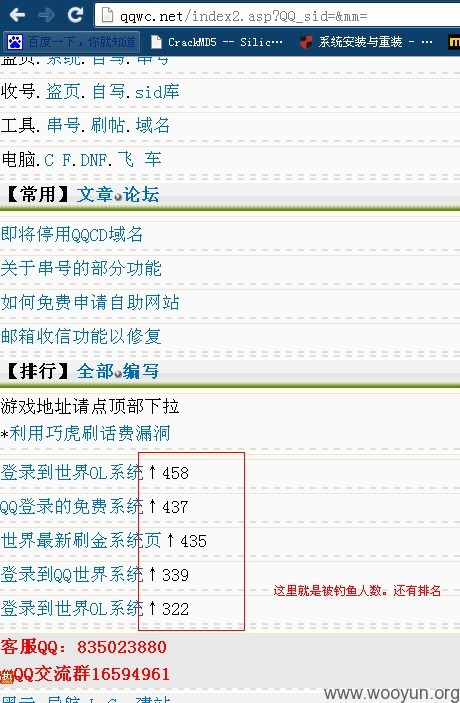 qqwc.net/index2.asp?QQ_sid=&mm=
百度一下,你就知道 CrackMD5 -- Silic··· 系统安装与重装 - ···
盗页.系统.自写.串号
收号.盗页.自写.sid库
工具.串号.刷帖.域名
电脑.C F.DNF.飞 车
【常用】文章 论坛
即将停用QQCD域名
关于串号的部分功能
如何免费申请自助网站
邮箱收信功能以修复
【排行】全部 编写
游戏地址请点顶部下拉
*利用巧虎刷话费漏洞
登录到世界OL系统↑458
QQ登录的免费系统↑437
世界最新刷金系统页↑435
登录到QQ世界系统↑339
这里就是被钓鱼人数。还有排名
登录到世界OL系统↑322
客服QQ：835023880
QQ交流群16594961
www.wooyun.org